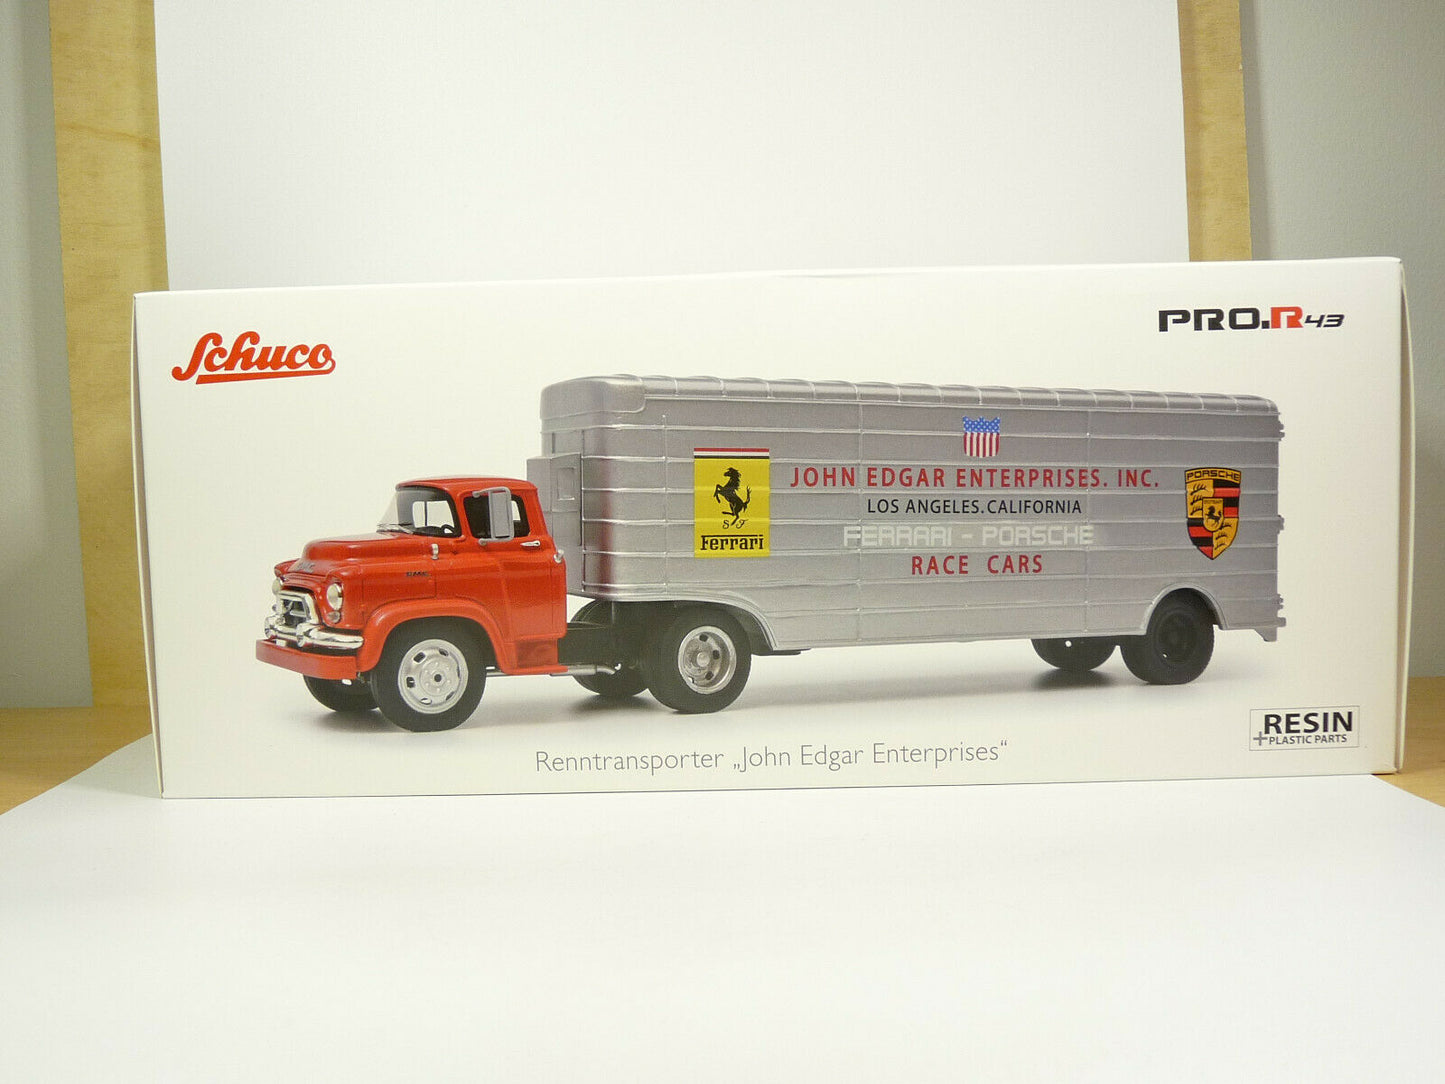 Schuco
PRO.R43
JOHN EDGAR ENTERPRISES. INC.
LOS ANGELES.CALIFORNIA
FERRARI - PORSCHE
RACE CARS
S F
Ferrari
PORSCHE
GMC
RESIN
+PLASTIC PARTS
Renntransporter „John Edgar Enterprises“